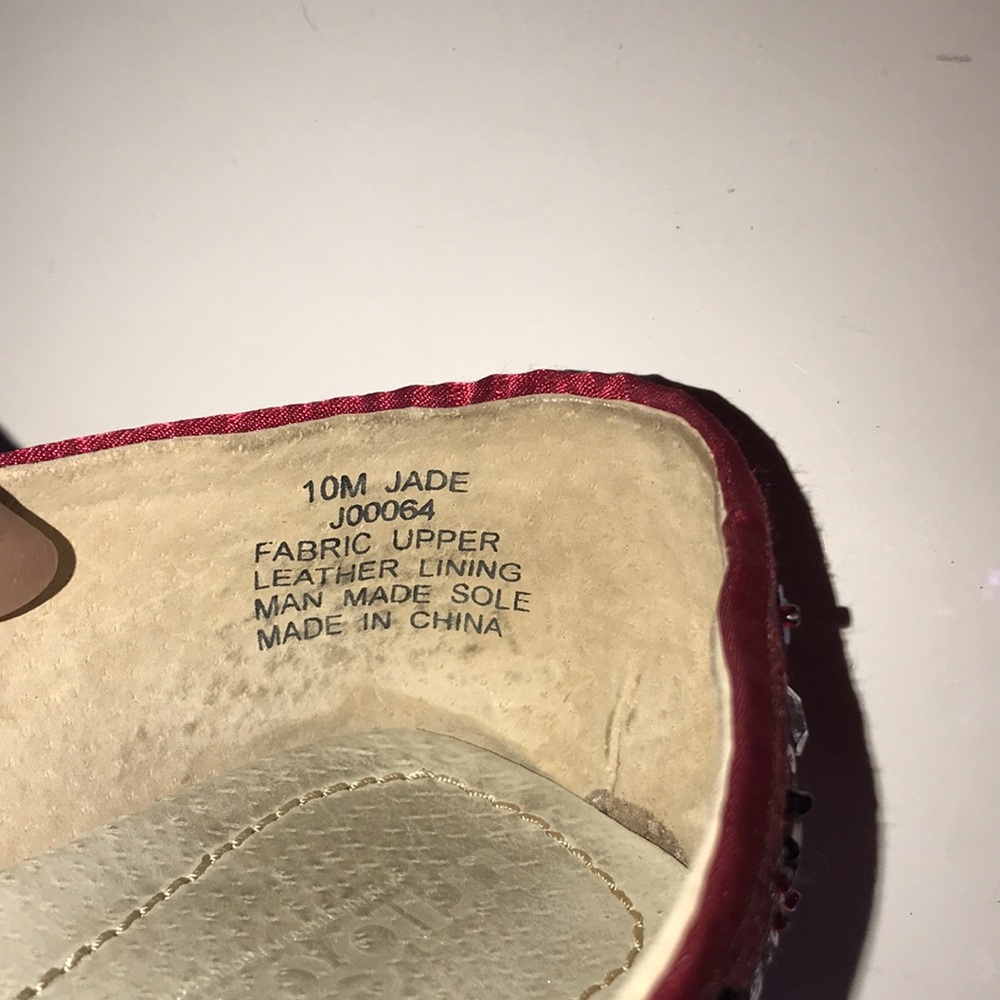 10M JADE
J00064
FABRIC UPPER
LEATHER LINING
MAN MADE SOLE
MADE IN CHINA